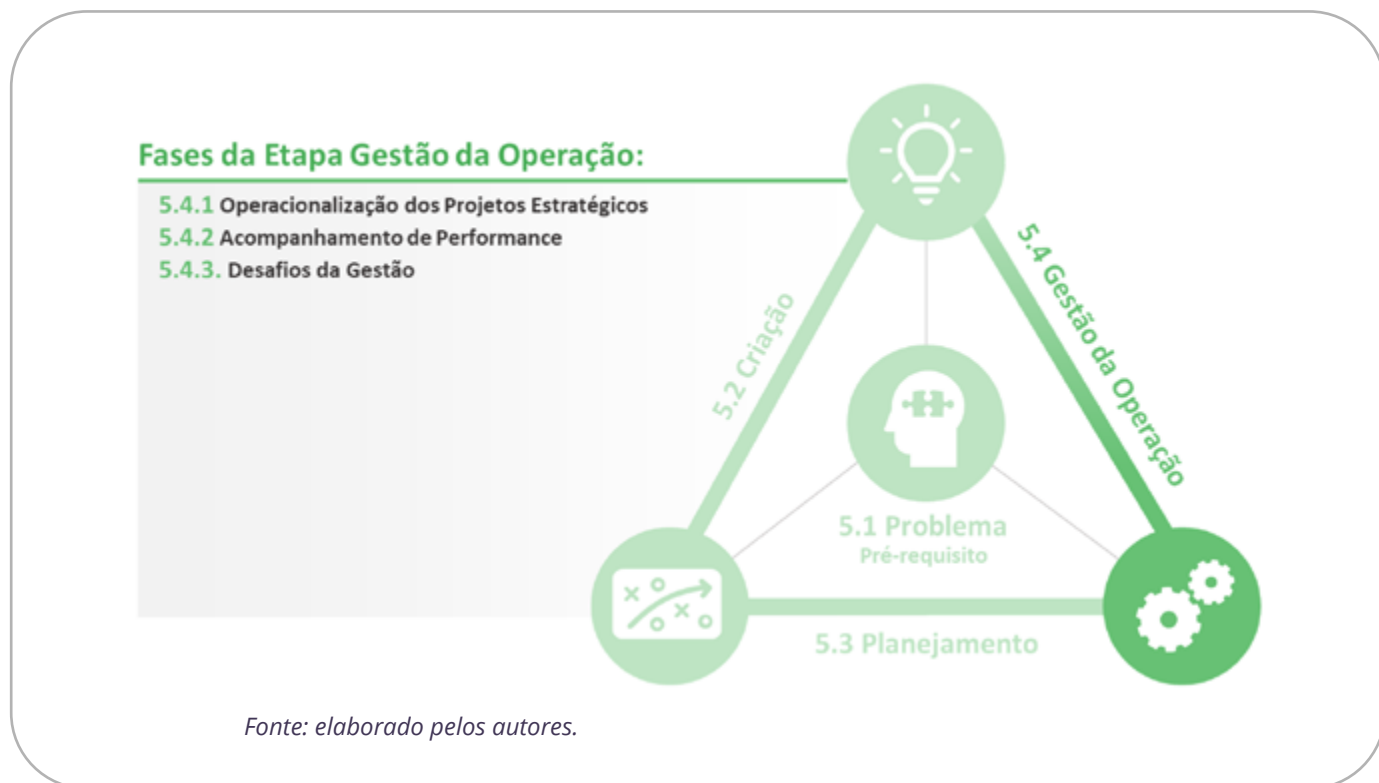 Fases da Etapa Gestão da Operação:
5.4.1 Operacionalização dos Projetos Estratégicos
5.4.2 Acompanhamento de Performance
5.4.3. Desafios da Gestão
5.2 Criação
5.4 Gestão da Operação
5.1 Problema
Pré-requisito
5.3 Planejamento
Fonte: elaborado pelos autores.